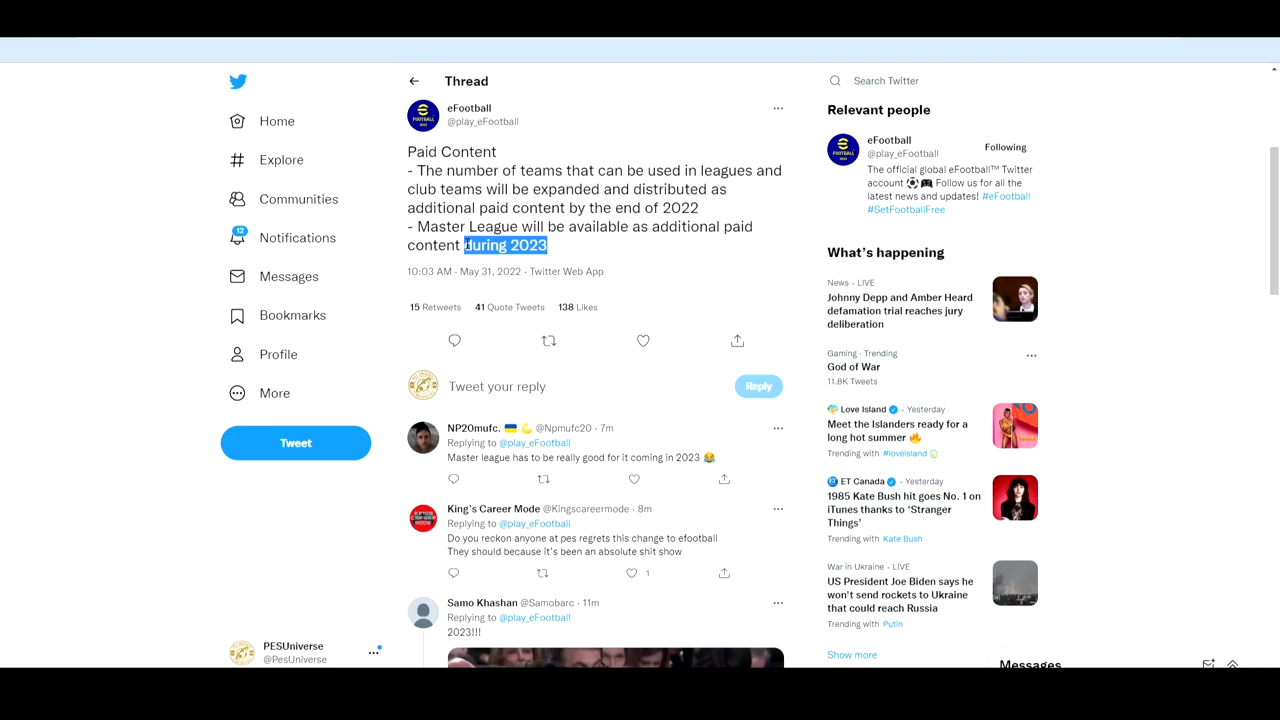 Home
Explore
Communities
12
Notifications
Messages
Bookmarks
Profile
More
Tweet
PESUniverse
@PesUniverse
Thread
eFootball
@play_eFootball
Paid Content
- The number of teams that can be used in leagues and
club teams will be expanded and distributed as
additional paid content by the end of 2022
- Master League will be available as additional paid
content during 2023
10:03 AM · May 31, 2022 · Twitter Web App
15 Retweets 41 Quote Tweets 138 Likes
Tweet your reply
Reply
NP20mufc. 🇺🇦 💪 @Npmufc20 · 7m
Replying to @play_eFootball
Master league has to be really good for it coming in 2023 😂
King's Career Mode @Kingscareermode · 8m
Replying to @play_eFootball
Do you reckon anyone at pes regrets this change to efootball
They should because it's been an absolute shit show
1
Samo Khashan @Samobarc · 11m
Replying to @play_eFootball
2023!!!
Search Twitter
Relevant people
eFootball
@play_eFootball
Following
The official global eFootball™ Twitter
account ⚽🎮 Follow us for all the
latest news and updates! #eFootball
#SetFootballFree
What's happening
News · LIVE
Johnny Depp and Amber Heard
defamation trial reaches jury
deliberation
Gaming · Trending
God of War
11.8K Tweets
Love Island · Yesterday
Meet the Islanders ready for a
long hot summer 🔥
Trending with #loveisland
ET Canada · Yesterday
1985 Kate Bush hit goes No. 1 on
iTunes thanks to 'Stranger
Things'
Trending with Kate Bush
War in Ukraine · LIVE
US President Joe Biden says he
won't send rockets to Ukraine
that could reach Russia
Trending with Putin
Show more
Messages